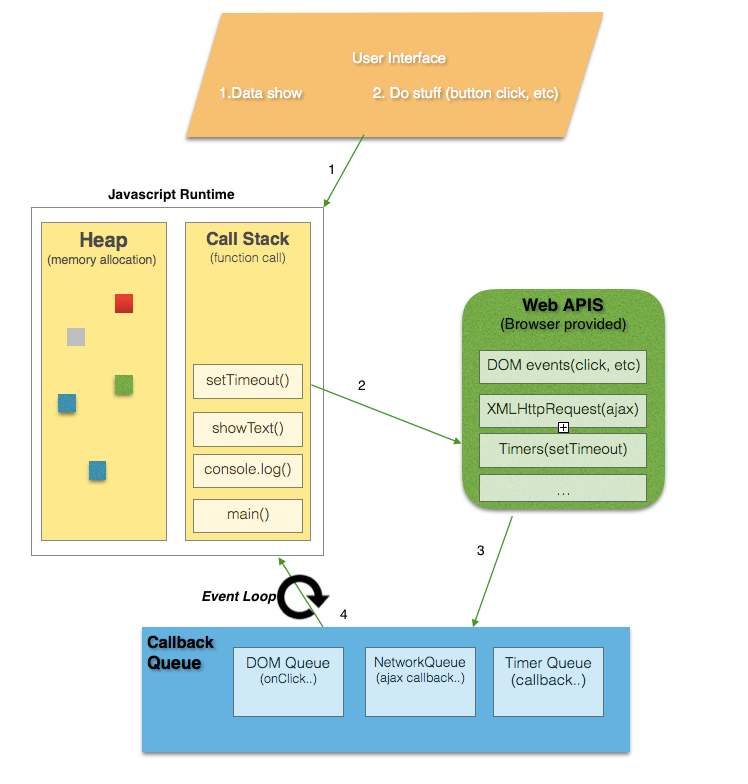 User Interface
1.Data show
2. Do stuff (button click, etc)
1
Javascript Runtime
Heap
(memory allocation)
Call Stack
(function call)
setTimeout()
showText()
console.log()
main()
2
Web APIS
(Browser provided)
DOM events(click, etc)
XMLHttpRequest(ajax)
Timers(setTimeout)
...
3
Event Loop
4
Callback
Queue
DOM Queue
(onClick..)
NetworkQueue
(ajax callback..)
Timer Queue
(callback..)